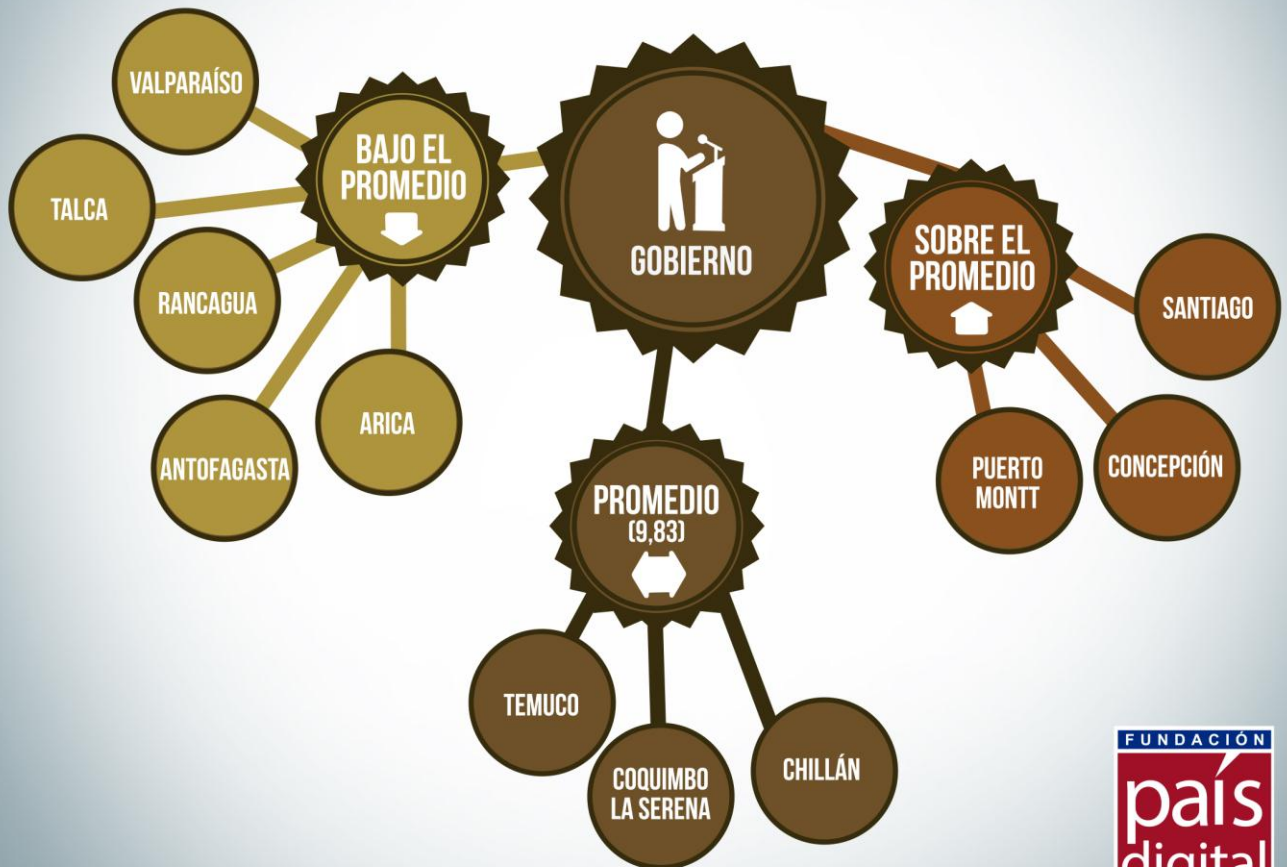 GOBIERNO
BAJO EL
PROMEDIO
VALPARAÍSO
TALCA
RANCAGUA
ANTOFAGASTA
ARICA
SOBRE EL
PROMEDIO
SANTIAGO
CONCEPCIÓN
PUERTO
MONTT
PROMEDIO
(9,83)
TEMUCO
COQUIMBO
LA SERENA
CHILLÁN
FUNDACIÓN
país
digital